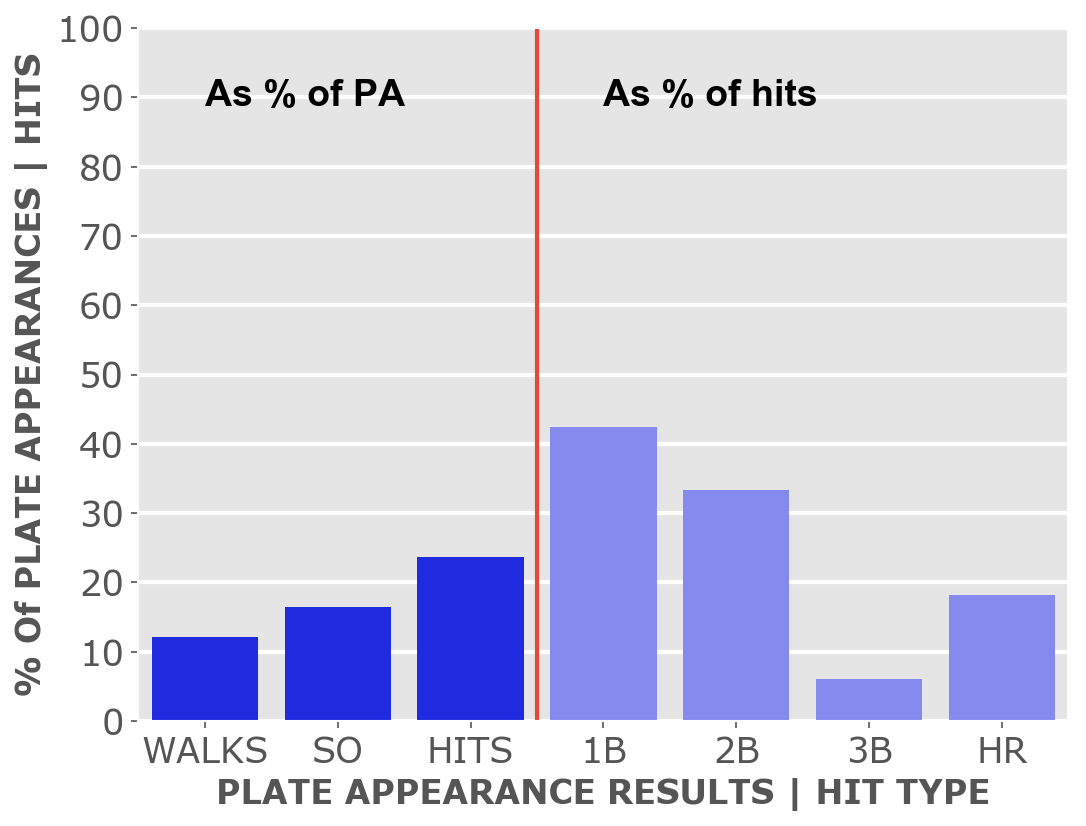 100
90
80
70
60
50
40
30
20
10
0
% Of PLATE APPEARANCES | HITS
As % of PA
As % of hits
WALKS SO HITS 1B 2B 3B HR
PLATE APPEARANCE RESULTS | HIT TYPE